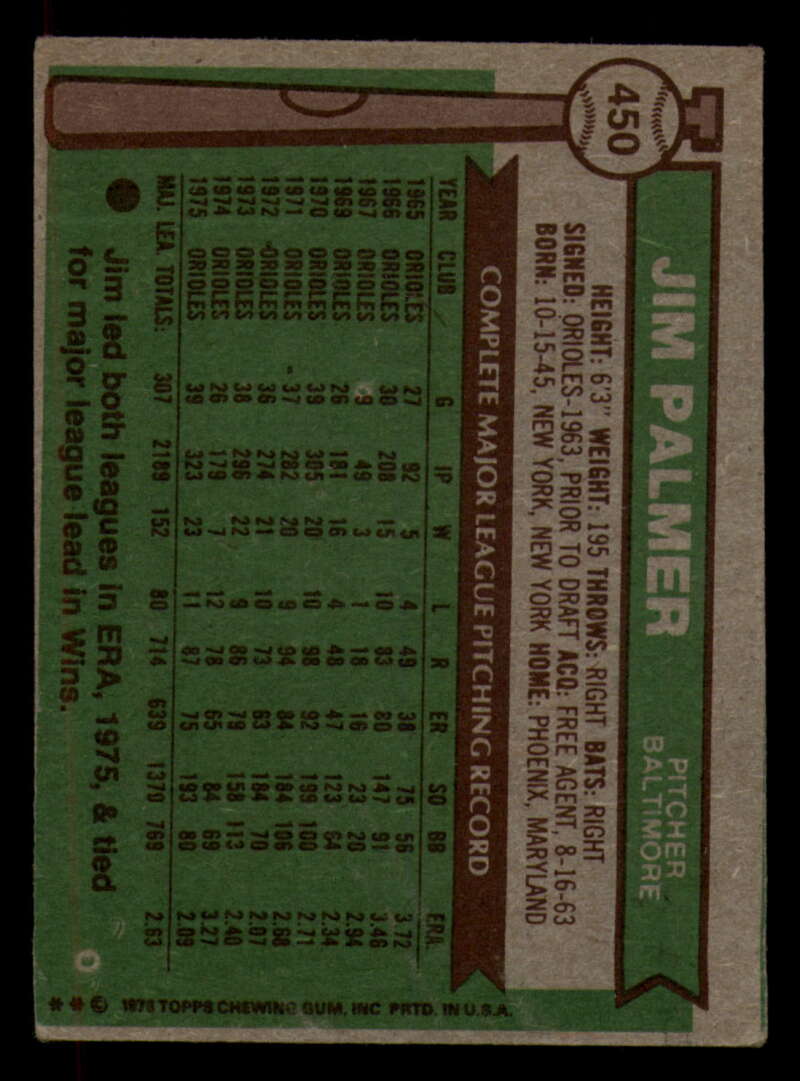 450
JIM PALMER
PITCHER
BALTIMORE
HEIGHT: 6'3" WEIGHT: 195 THROWS: RIGHT BATS: RIGHT
SIGNED: ORIOLES-1963, PRIOR TO DRAFT ACQ: FREE AGENT, 8-16-63
BORN: 10-15-45, NEW YORK, NEW YORK HOME: PHOENIX, MARYLAND
COMPLETE MAJOR LEAGUE PITCHING RECORD
YEAR CLUB G IP W L R ER SO BB ERA.
1965 ORIOLES 27 92 5 4 49 38 75 56 3.72
1966 ORIOLES 30 208 15 10 83 80 147 91 3.46
1967 ORIOLES 9 49 3 1 18 16 23 20 2.94
1969 ORIOLES 26 181 16 4 48 47 123 64 2.34
1970 ORIOLES 39 305 20 10 98 92 199 100 2.71
1971 ORIOLES 37 282 20 9 94 84 184 106 2.68
1972 ORIOLES 36 274 21 10 73 63 184 70 2.07
1973 ORIOLES 38 296 22 9 86 79 158 113 2.40
1974 ORIOLES 26 179 7 12 78 65 84 69 3.27
1975 ORIOLES 39 323 23 11 87 75 193 80 2.09
MAJ. LEA. TOTALS: 307 2189 152 80 714 639 1370 769 2.63
Jim led both leagues in ERA, 1975, & tied
for major league lead in Wins.
** © 1976 TOPPS CHEWING GUM, INC PRTD. IN U.S.A.